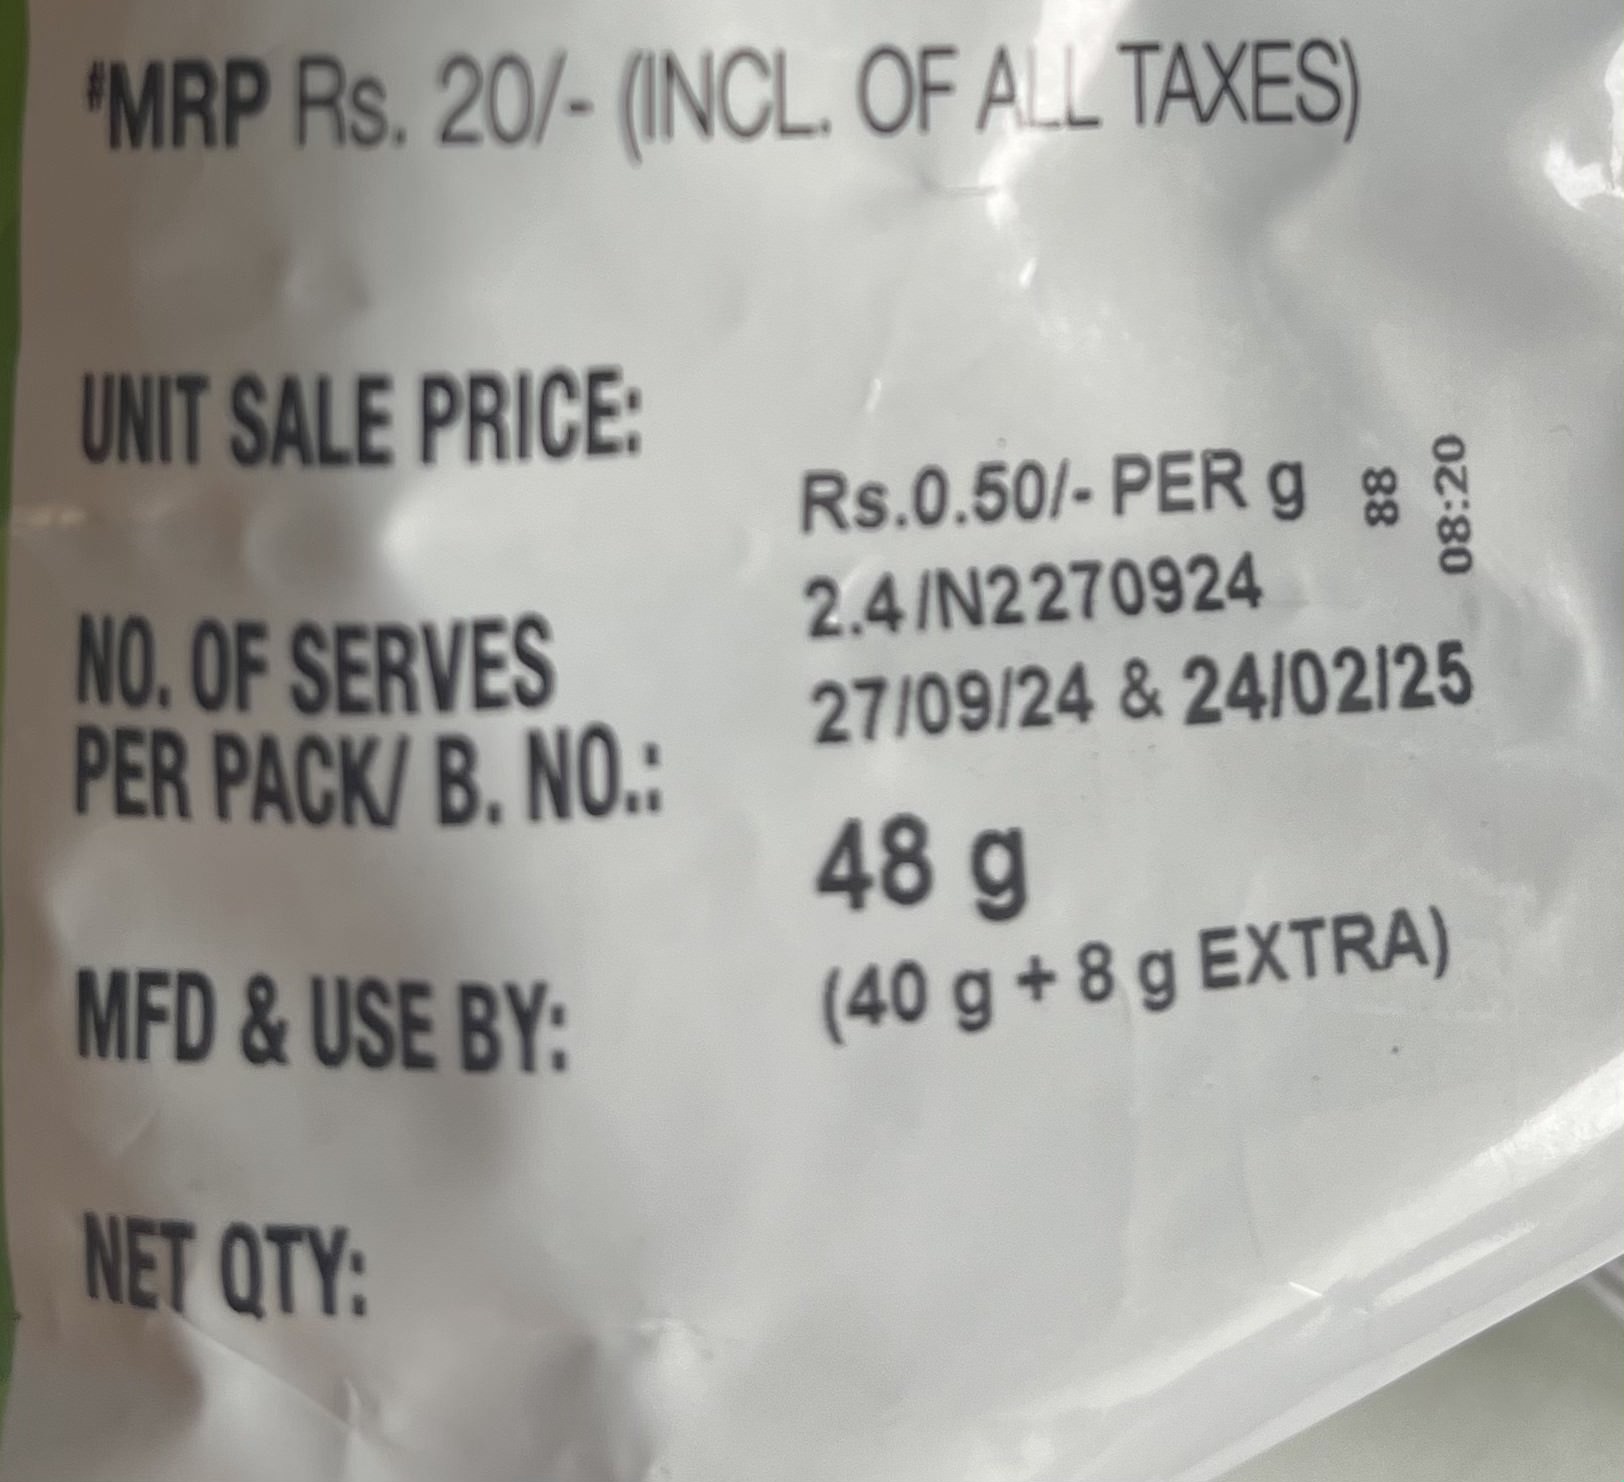 #MRP Rs. 20/- (INCL. OF ALL TAXES)
UNIT SALE PRICE:
Rs.0.50/- PER g
88
08:20
NO. OF SERVES
PER PACK/ B. NO.:
2.4/N2270924
27/09/24 & 24/02/25
MFD & USE BY:
48 g
(40 g + 8 g EXTRA)
NET QTY: